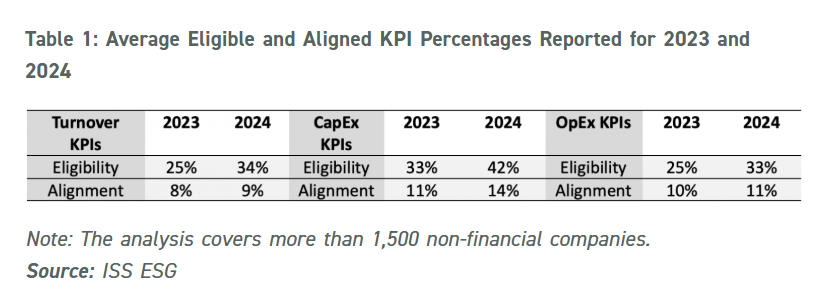 Table 1: Average Eligible and Aligned KPI Percentages Reported for 2023 and
2024
Turnover KPIs 2023 2024 CapEx KPIs 2023 2024 OpEx KPIs 2023 2024
Eligibility 25% 34% Eligibility 33% 42% Eligibility 25% 33%
Alignment 8% 9% Alignment 11% 14% Alignment 10% 11%
Note: The analysis covers more than 1,500 non-financial companies.
Source: ISS ESG